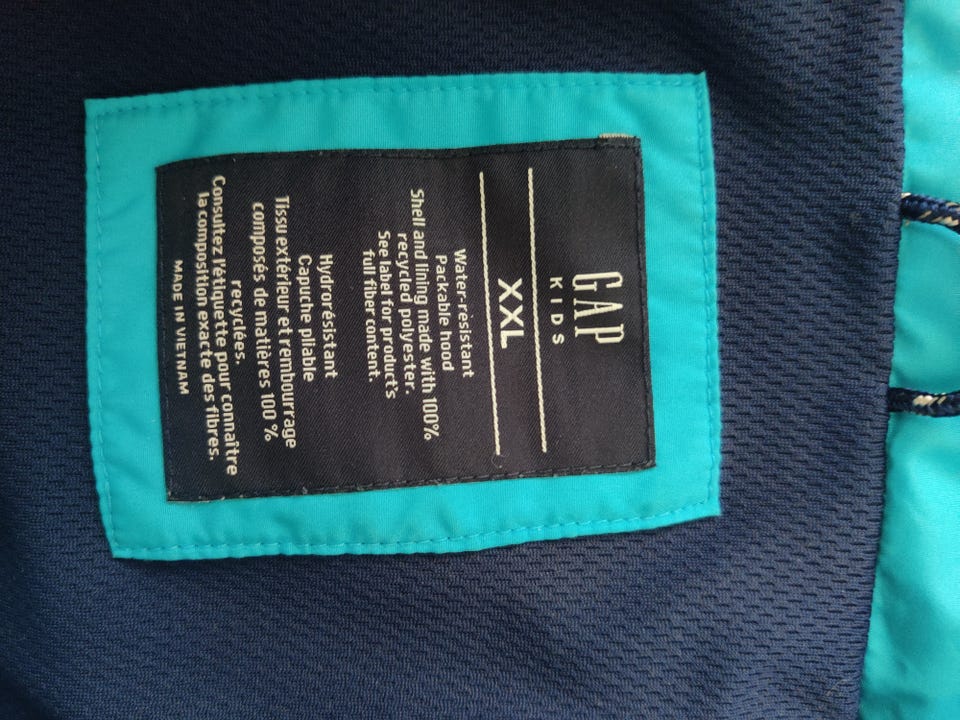 GAP
KIDS
XXL
Water-resistant
Packable hood
Shell and lining made with 100%
recycled polyester.
See label for product's
full fiber content.
Hydrorésistant
Capuche pliable
Tissu extérieur et rembourrage
composés de matières 100 %
recyclées.
Consultez l'étiquette pour connaître
la composition exacte des fibres.
MADE IN VIETNAM